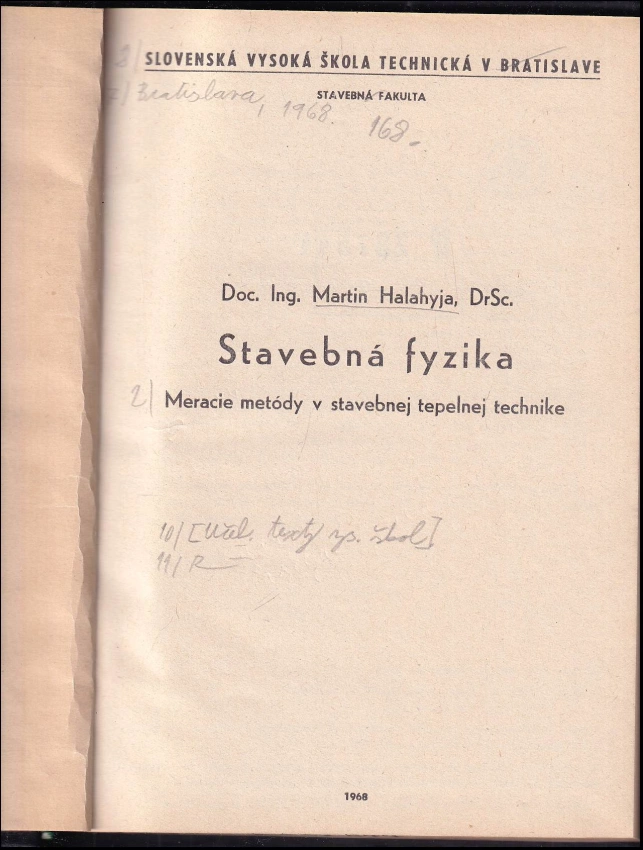 8/ SLOVENSKÁ VYSOKÁ ŠKOLA TECHNICKÁ V BRATISLAVE
STAVEBNÁ FAKULTA
Bratislava, 1968.
168.
Doc. Ing. Martin Halahyja, DrSc.
Stavebná fyzika
2/ Meracie metódy v stavebnej tepelnej technike
10/ [Učeb. texty vys. škol]
11/ R
1968